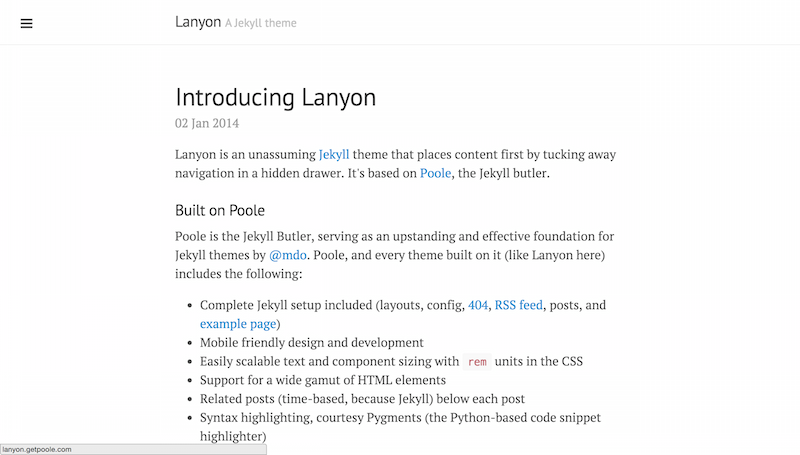 Lanyon A Jekyll theme
Introducing Lanyon
02 Jan 2014
Lanyon is an unassuming Jekyll theme that places content first by tucking away
navigation in a hidden drawer. It's based on Poole, the Jekyll butler.
Built on Poole
Poole is the Jekyll Butler, serving as an upstanding and effective foundation for
Jekyll themes by @mdo. Poole, and every theme built on it (like Lanyon here)
includes the following:
• Complete Jekyll setup included (layouts, config, 404, RSS feed, posts, and
example page)
• Mobile friendly design and development
• Easily scalable text and component sizing with rem units in the CSS
• Support for a wide gamut of HTML elements
• Related posts (time-based, because Jekyll) below each post
• Syntax highlighting, courtesy Pygments (the Python-based code snippet
highlighter)
lanyon.getpoole.com